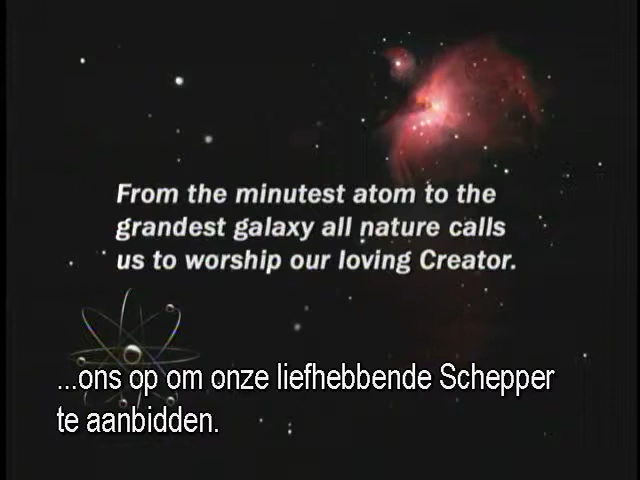 From the minutest atom to the
grandest galaxy all nature calls
us to worship our loving Creator.
...ons op om onze liefhebbende Schepper
te aanbidden.